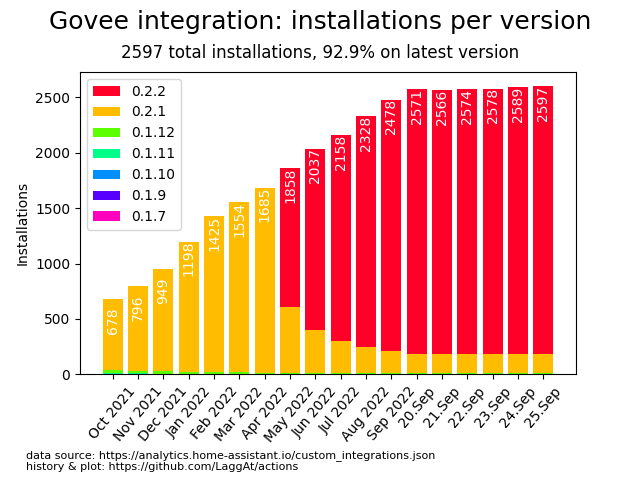 Govee integration: installations per version
2597 total installations, 92.9% on latest version
Installations
2500
2000
1500
1000
500
0
0.2.2
0.2.1
0.1.12
0.1.11
0.1.10
0.1.9
0.1.7
678
796
949
1198
1425
1554
1685
1858
2037
2158
2328
2478
2571
2566
2574
2578
2589
2597
Oct 2021
Nov 2021
Dec 2021
Jan 2022
Feb 2022
Mar 2022
Apr 2022
May 2022
Jun 2022
Jul 2022
Aug 2022
Sep 2022
20.Sep
21.Sep
22.Sep
23.Sep
24.Sep
25.Sep
data source: https://analytics.home-assistant.io/custom_integrations.json
history & plot: https://github.com/LaggAt/actions